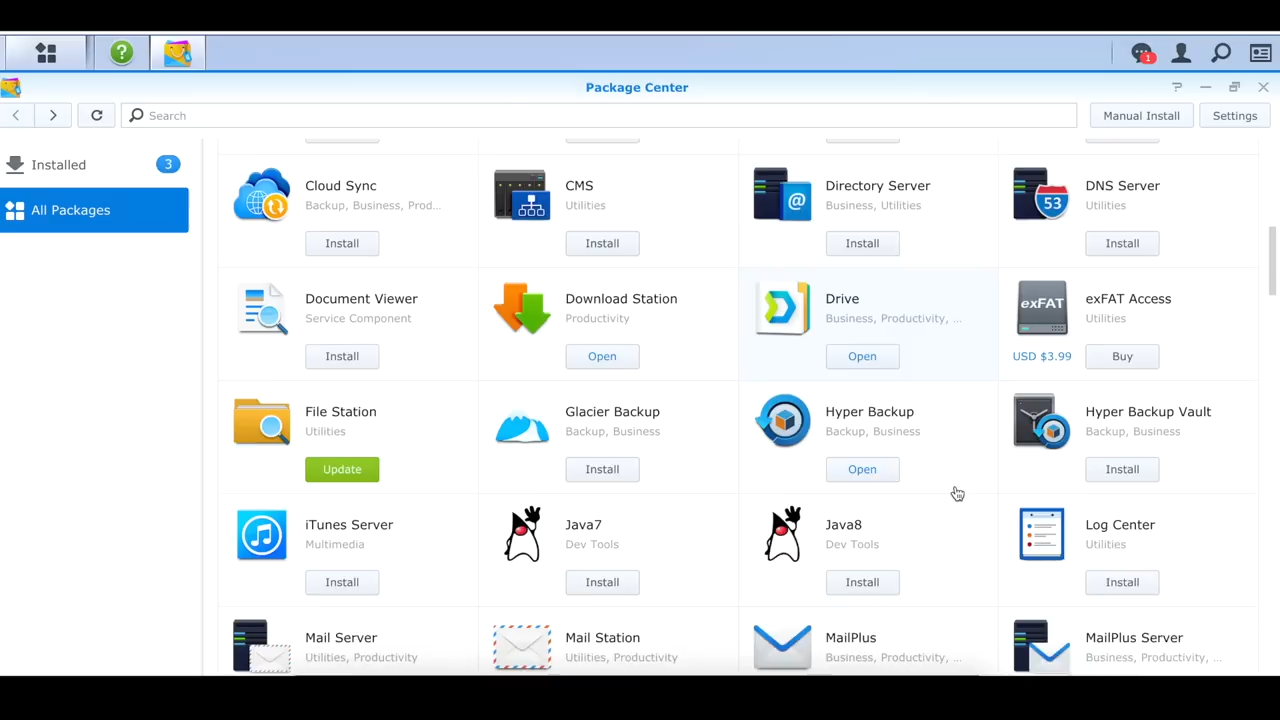 1
Package Center
Search
Manual Install
Settings
Installed
3
All Packages
Cloud Sync
Backup, Business, Prod...
Install
CMS
Utilities
Install
@
Directory Server
Business, Utilities
Install
53
DNS Server
Utilities
Install
Document Viewer
Service Component
Install
Download Station
Productivity
Open
Drive
Business, Productivity, ...
Open
exFAT
exFAT Access
Utilities
USD $3.99
Buy
File Station
Utilities
Update
Glacier Backup
Backup, Business
Install
Hyper Backup
Backup, Business
Open
Hyper Backup Vault
Backup, Business
Install
iTunes Server
Multimedia
Install
Java7
Dev Tools
Install
Java8
Dev Tools
Install
Log Center
Utilities
Install
Mail Server
Utilities, Productivity
Mail Station
Utilities, Productivity
MailPlus
Business, Productivity, ...
MailPlus Server
Business, Productivity, ...